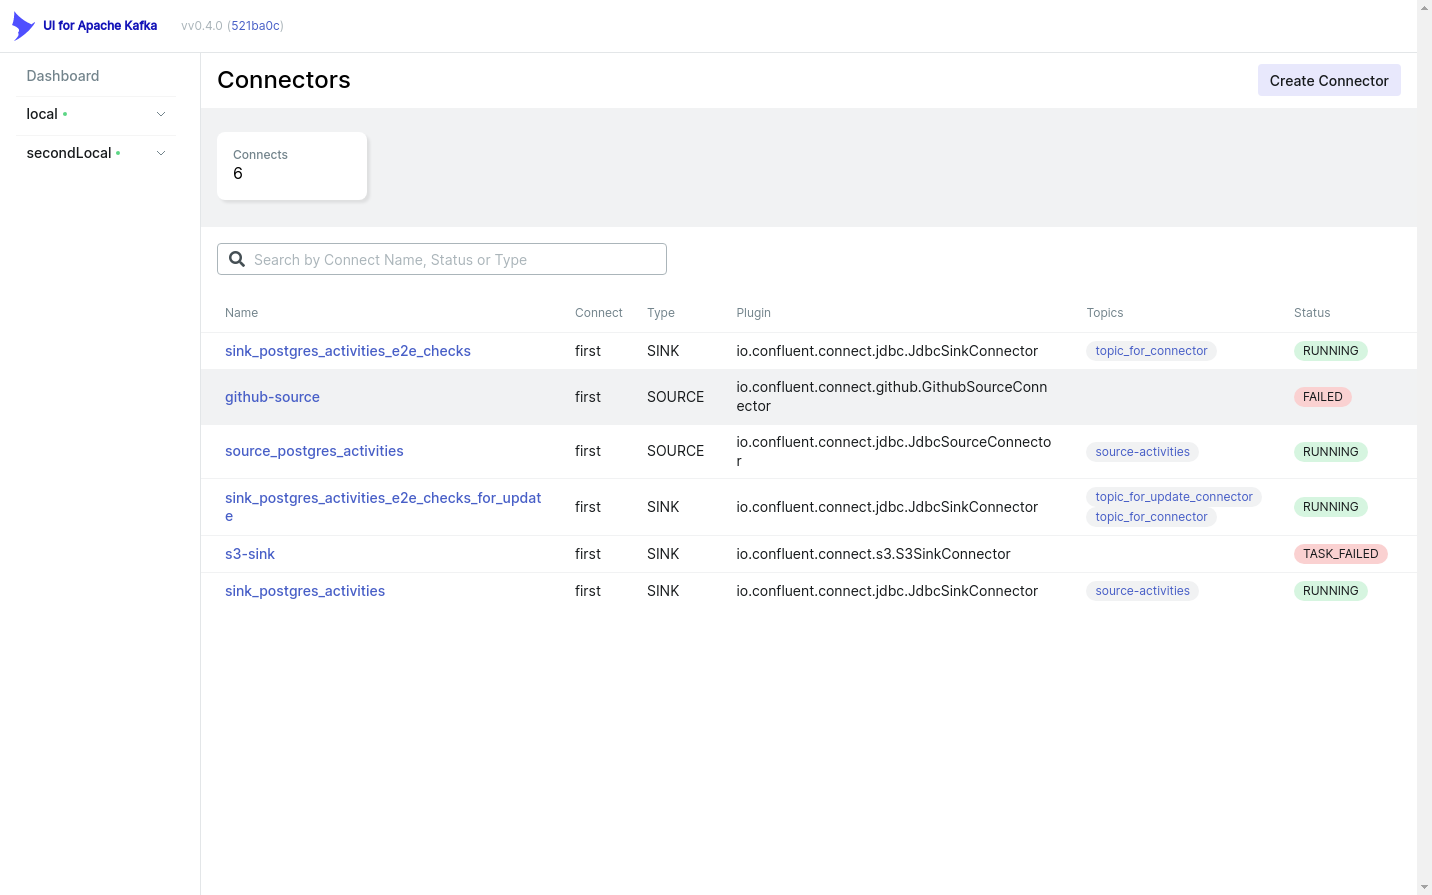 UI for Apache Kafka vv0.4.0 (521ba0c)
Dashboard
local
secondLocal
Connectors
Create Connector
Connects
6
Search by Connect Name, Status or Type
Name Connect Type Plugin Topics Status
sink_postgres_activities_e2e_checks first SINK io.confluent.connect.jdbc.JdbcSinkConnector topic_for_connector RUNNING
github-source first SOURCE io.confluent.connect.github.GithubSourceConn
ector FAILED
source_postgres_activities first SOURCE io.confluent.connect.jdbc.JdbcSourceConnecto
r source-activities RUNNING
sink_postgres_activities_e2e_checks_for_updat
e first SINK io.confluent.connect.jdbc.JdbcSinkConnector topic_for_update_connector
topic_for_connector RUNNING
s3-sink first SINK io.confluent.connect.s3.S3SinkConnector TASK_FAILED
sink_postgres_activities first SINK io.confluent.connect.jdbc.JdbcSinkConnector source-activities RUNNING